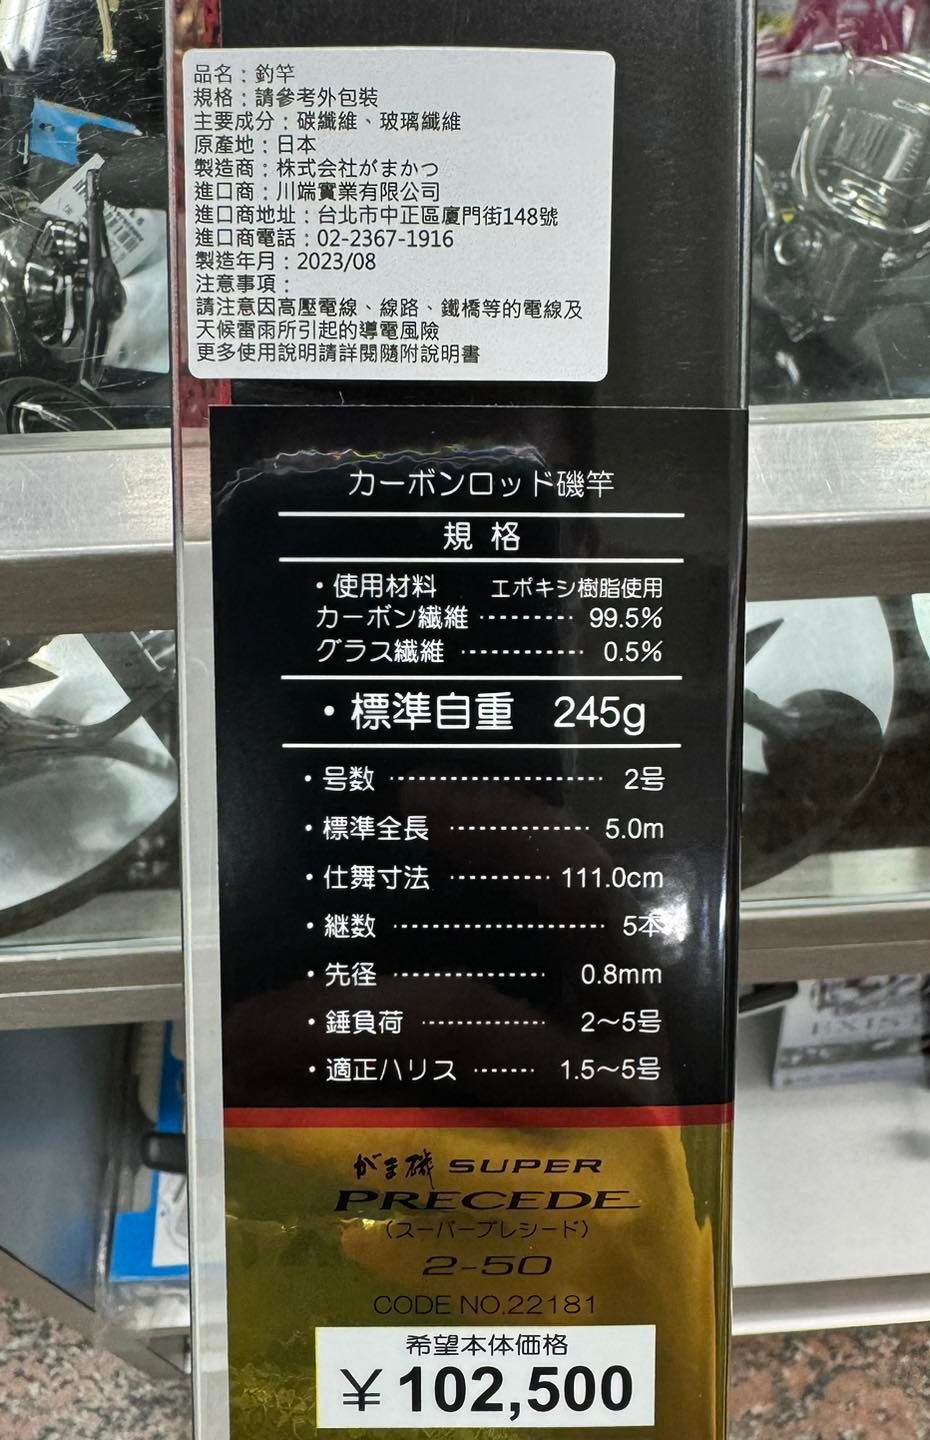 品名：釣竿
規格：請參考外包裝
主要成分：碳纖維、玻璃纖維
原產地：日本
製造商：株式会社がまかつ
進口商：川端實業有限公司
進口商地址：台北市中正區廈門街148號
進口商電話：02-2367-1916
製造年月：2023/08
注意事項：
請注意因高壓電線、線路、鐵橋等的電線及
天候雷雨所引起的導電風險
更多使用說明請詳閱隨附說明書
カーボンロッド磯竿
規 格
・使用材料 エポキシ樹脂使用
カーボン繊維 ‥‥‥‥ 99.5%
グラス繊維 ‥‥‥‥‥ 0.5%
・標準自重 245g
・号数 ‥‥‥‥‥‥‥‥‥ 2号
・標準全長 ‥‥‥‥‥‥ 5.0m
・仕舞寸法 ‥‥‥‥ 111.0cm
・継数 ‥‥‥‥‥‥‥‥‥ 5本
・先径 ‥‥‥‥‥‥ 0.8mm
・錘負荷 ‥‥‥‥‥ 2～5号
・適正ハリス ‥‥‥ 1.5～5号
がま磯 SUPER
PRECEDE
（スーパープレシード）
2-50
CODE NO.22181
希望本体価格
¥102,500